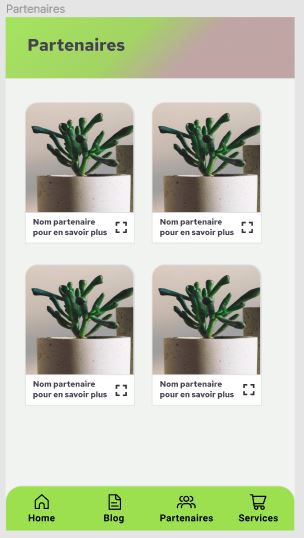 Partenaires
Partenaires
Nom partenaire
pour en savoir plus
Nom partenaire
pour en savoir plus
Nom partenaire
pour en savoir plus
Nom partenaire
pour en savoir plus
Home
Blog
Partenaires
Services